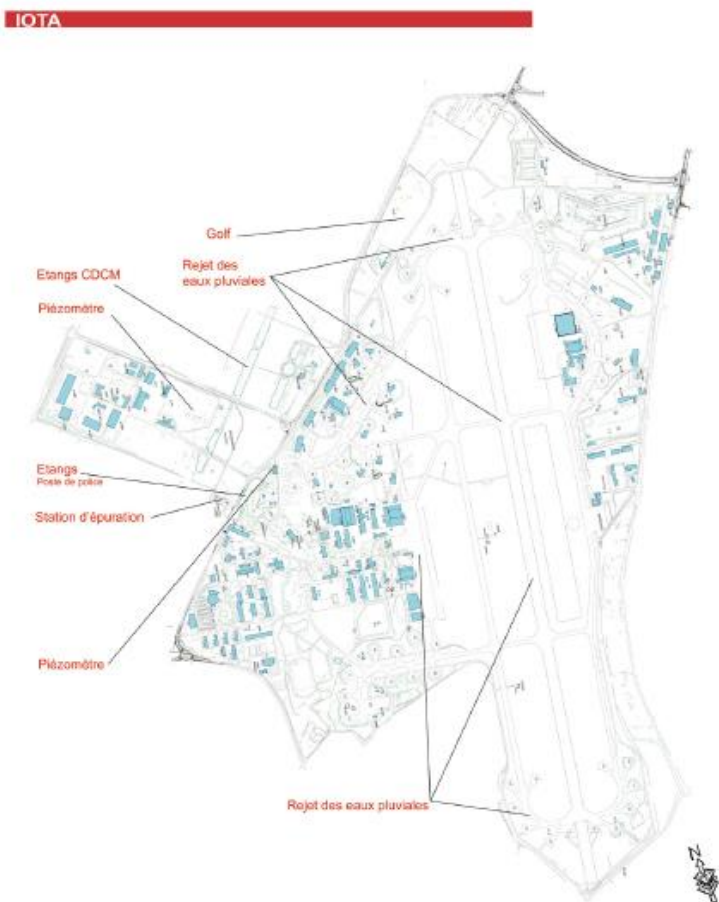 IOTA
Golf
Rejet des
eaux pluviales
Etangs CDCM
Piézomètre
Etangs
Poste de police
Station d'épuration
Piézomètre
Rejet des eaux pluviales
N